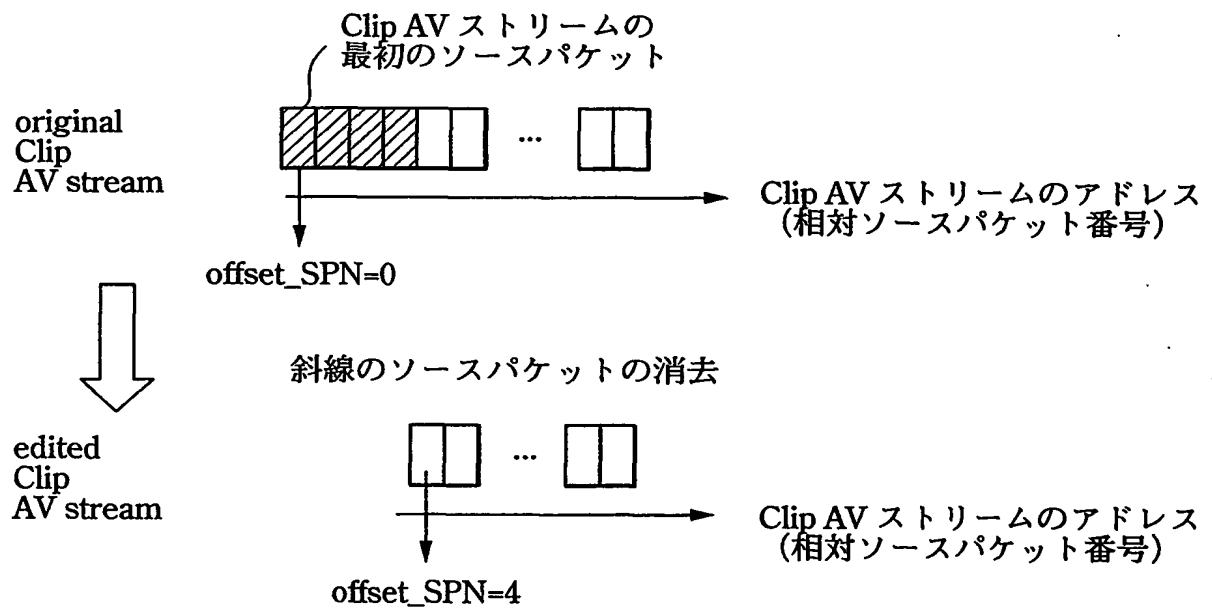 Clip AV ストリームの
最初のソースパケット
original
Clip
AV stream
...
Clip AV ストリームのアドレス
(相対ソースパケット番号)
offset_SPN=0
斜線のソースパケットの消去
edited
Clip
AV stream
...
Clip AV ストリームのアドレス
(相対ソースパケット番号)
offset_SPN=4